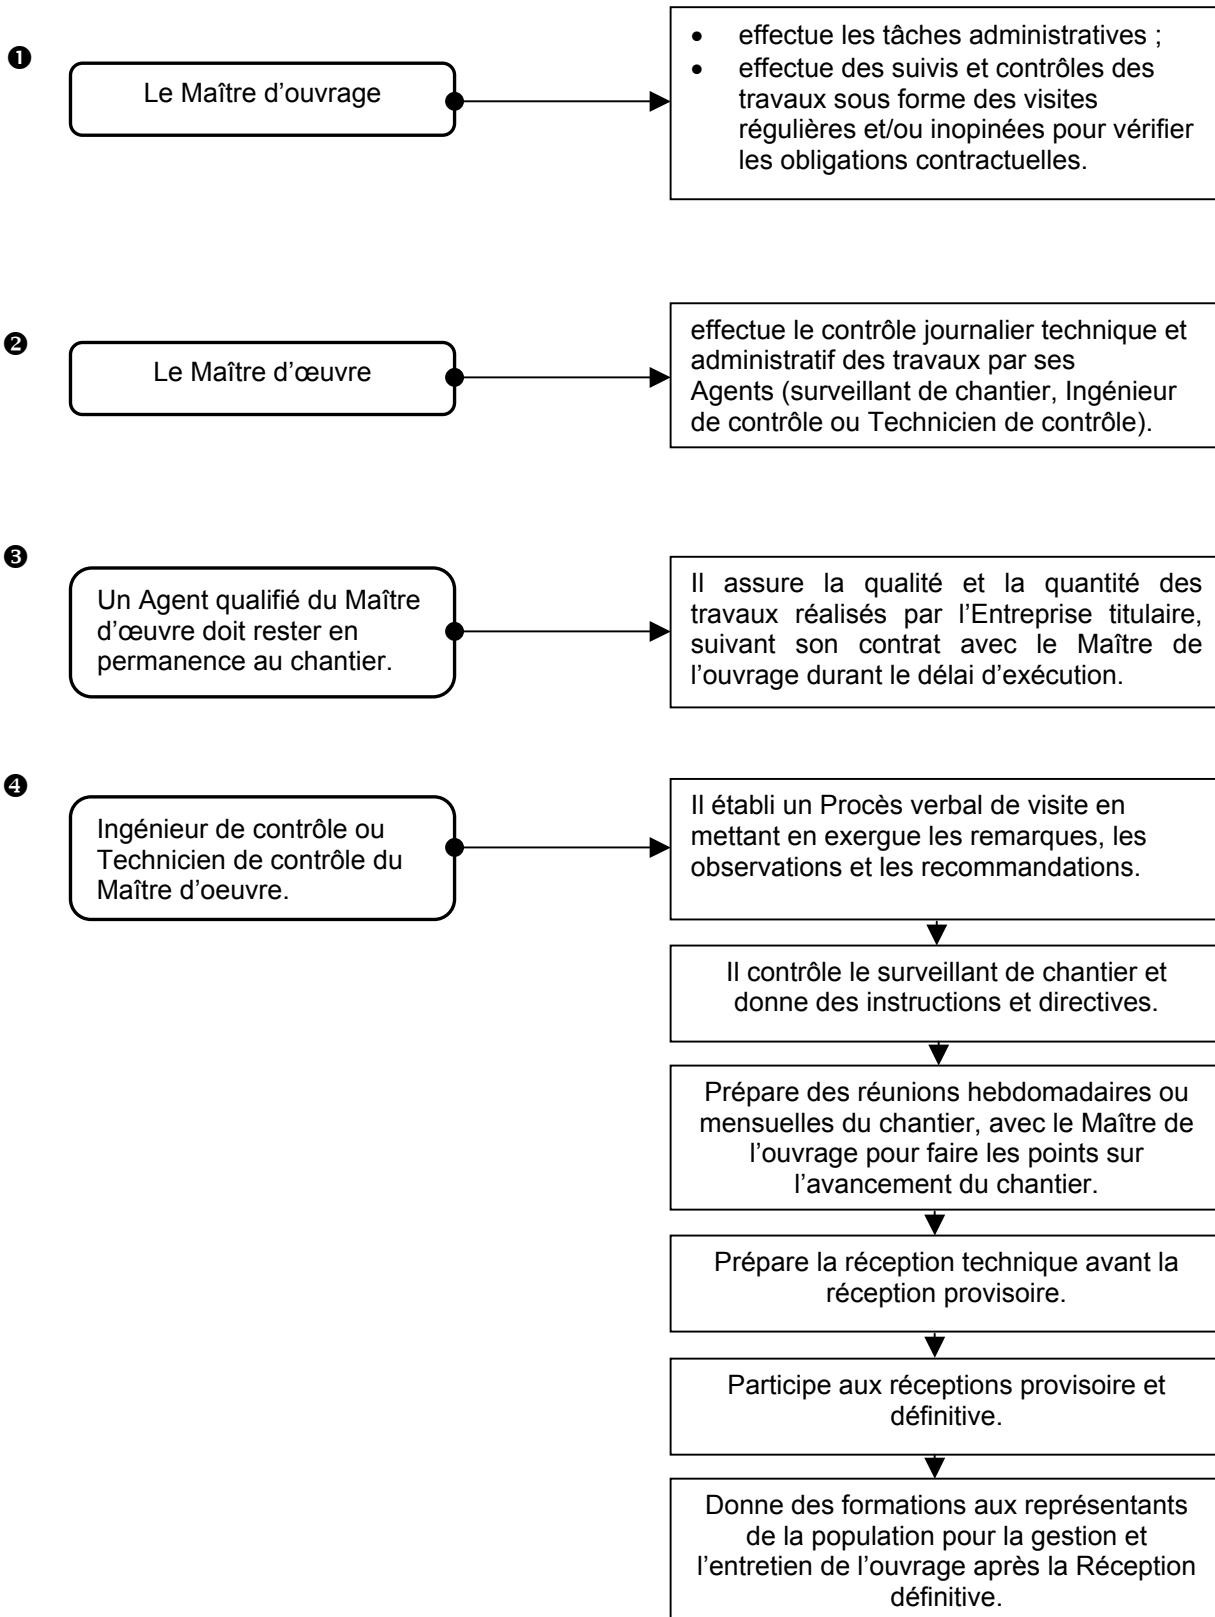 ❶
Le Maître d'ouvrage
• effectue les tâches administratives ;
• effectue des suivis et contrôles des
travaux sous forme des visites
régulières et/ou inopinées pour vérifier
les obligations contractuelles.
❷
Le Maître d'œuvre
effectue le contrôle journalier technique et
administratif des travaux par ses
Agents (surveillant de chantier, Ingénieur
de contrôle ou Technicien de contrôle).
❸
Un Agent qualifié du Maître
d'œuvre doit rester en
permanence au chantier.
Il assure la qualité et la quantité des
travaux réalisés par l'Entreprise titulaire,
suivant son contrat avec le Maître de
l'ouvrage durant le délai d'exécution.
❹
Ingénieur de contrôle ou
Technicien de contrôle du
Maître d'oeuvre.
Il établi un Procès verbal de visite en
mettant en exergue les remarques, les
observations et les recommandations.
Il contrôle le surveillant de chantier et
donne des instructions et directives.
Prépare des réunions hebdomadaires ou
mensuelles du chantier, avec le Maître de
l'ouvrage pour faire les points sur
l'avancement du chantier.
Prépare la réception technique avant la
réception provisoire.
Participe aux réceptions provisoire et
définitive.
Donne des formations aux représentants
de la population pour la gestion et
l'entretien de l'ouvrage après la Réception
définitive.